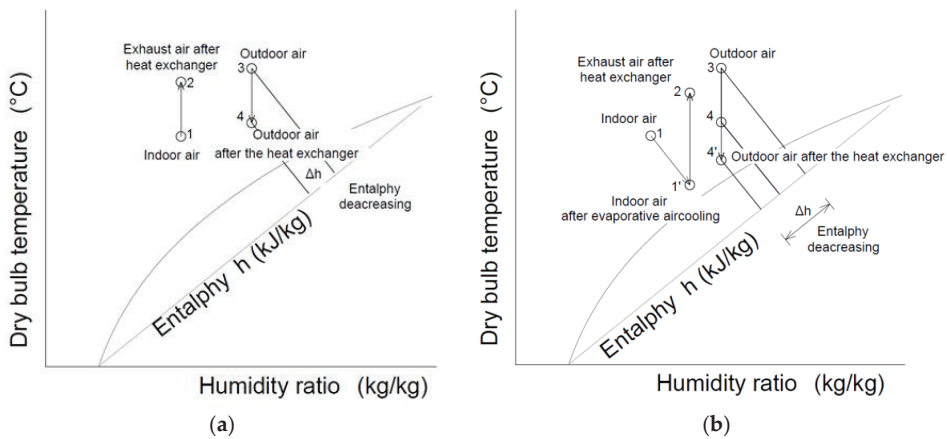 Dry bulb temperature (°C)
Exhaust air after
heat exchanger
2
1
Indoor air
Outdoor air
3
4
Outdoor air
after the heat exchanger
Δh
Entalphy
deacreasing
Entalphy h (kJ/kg)
Humidity ratio (kg/kg)
(a)
Dry bulb temperature (°C)
Exhaust air after
heat exchanger
2
Indoor air
1
1'
Indoor air
after evaporative aircooling
Outdoor air
3
4
4'
Outdoor air after the heat exchanger
Δh
Entalphy
deacreasing
Entalphy h (kJ/kg)
Humidity ratio (kg/kg)
(b)